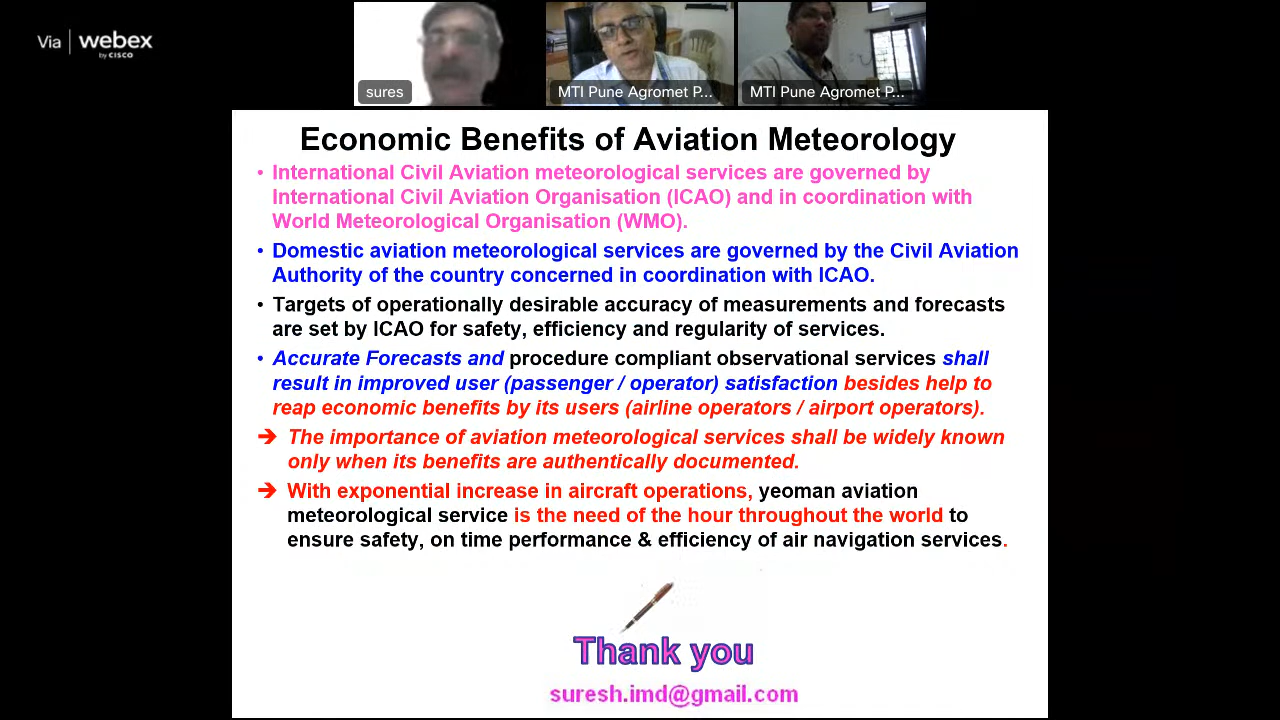 Via webex
by CISCO
sures
MTI Pune Agromet P...
MTI Pune Agromet P...
Economic Benefits of Aviation Meteorology
• International Civil Aviation meteorological services are governed by
International Civil Aviation Organisation (ICAO) and in coordination with
World Meteorological Organisation (WMO).
• Domestic aviation meteorological services are governed by the Civil Aviation
Authority of the country concerned in coordination with ICAO.
• Targets of operationally desirable accuracy of measurements and forecasts
are set by ICAO for safety, efficiency and regularity of services.
• Accurate Forecasts and procedure compliant observational services shall
result in improved user (passenger / operator) satisfaction besides help to
reap economic benefits by its users (airline operators / airport operators).
➔ The importance of aviation meteorological services shall be widely known
only when its benefits are authentically documented.
➔ With exponential increase in aircraft operations, yeoman aviation
meteorological service is the need of the hour throughout the world to
ensure safety, on time performance & efficiency of air navigation services.
Thank you
suresh.imd@gmail.com